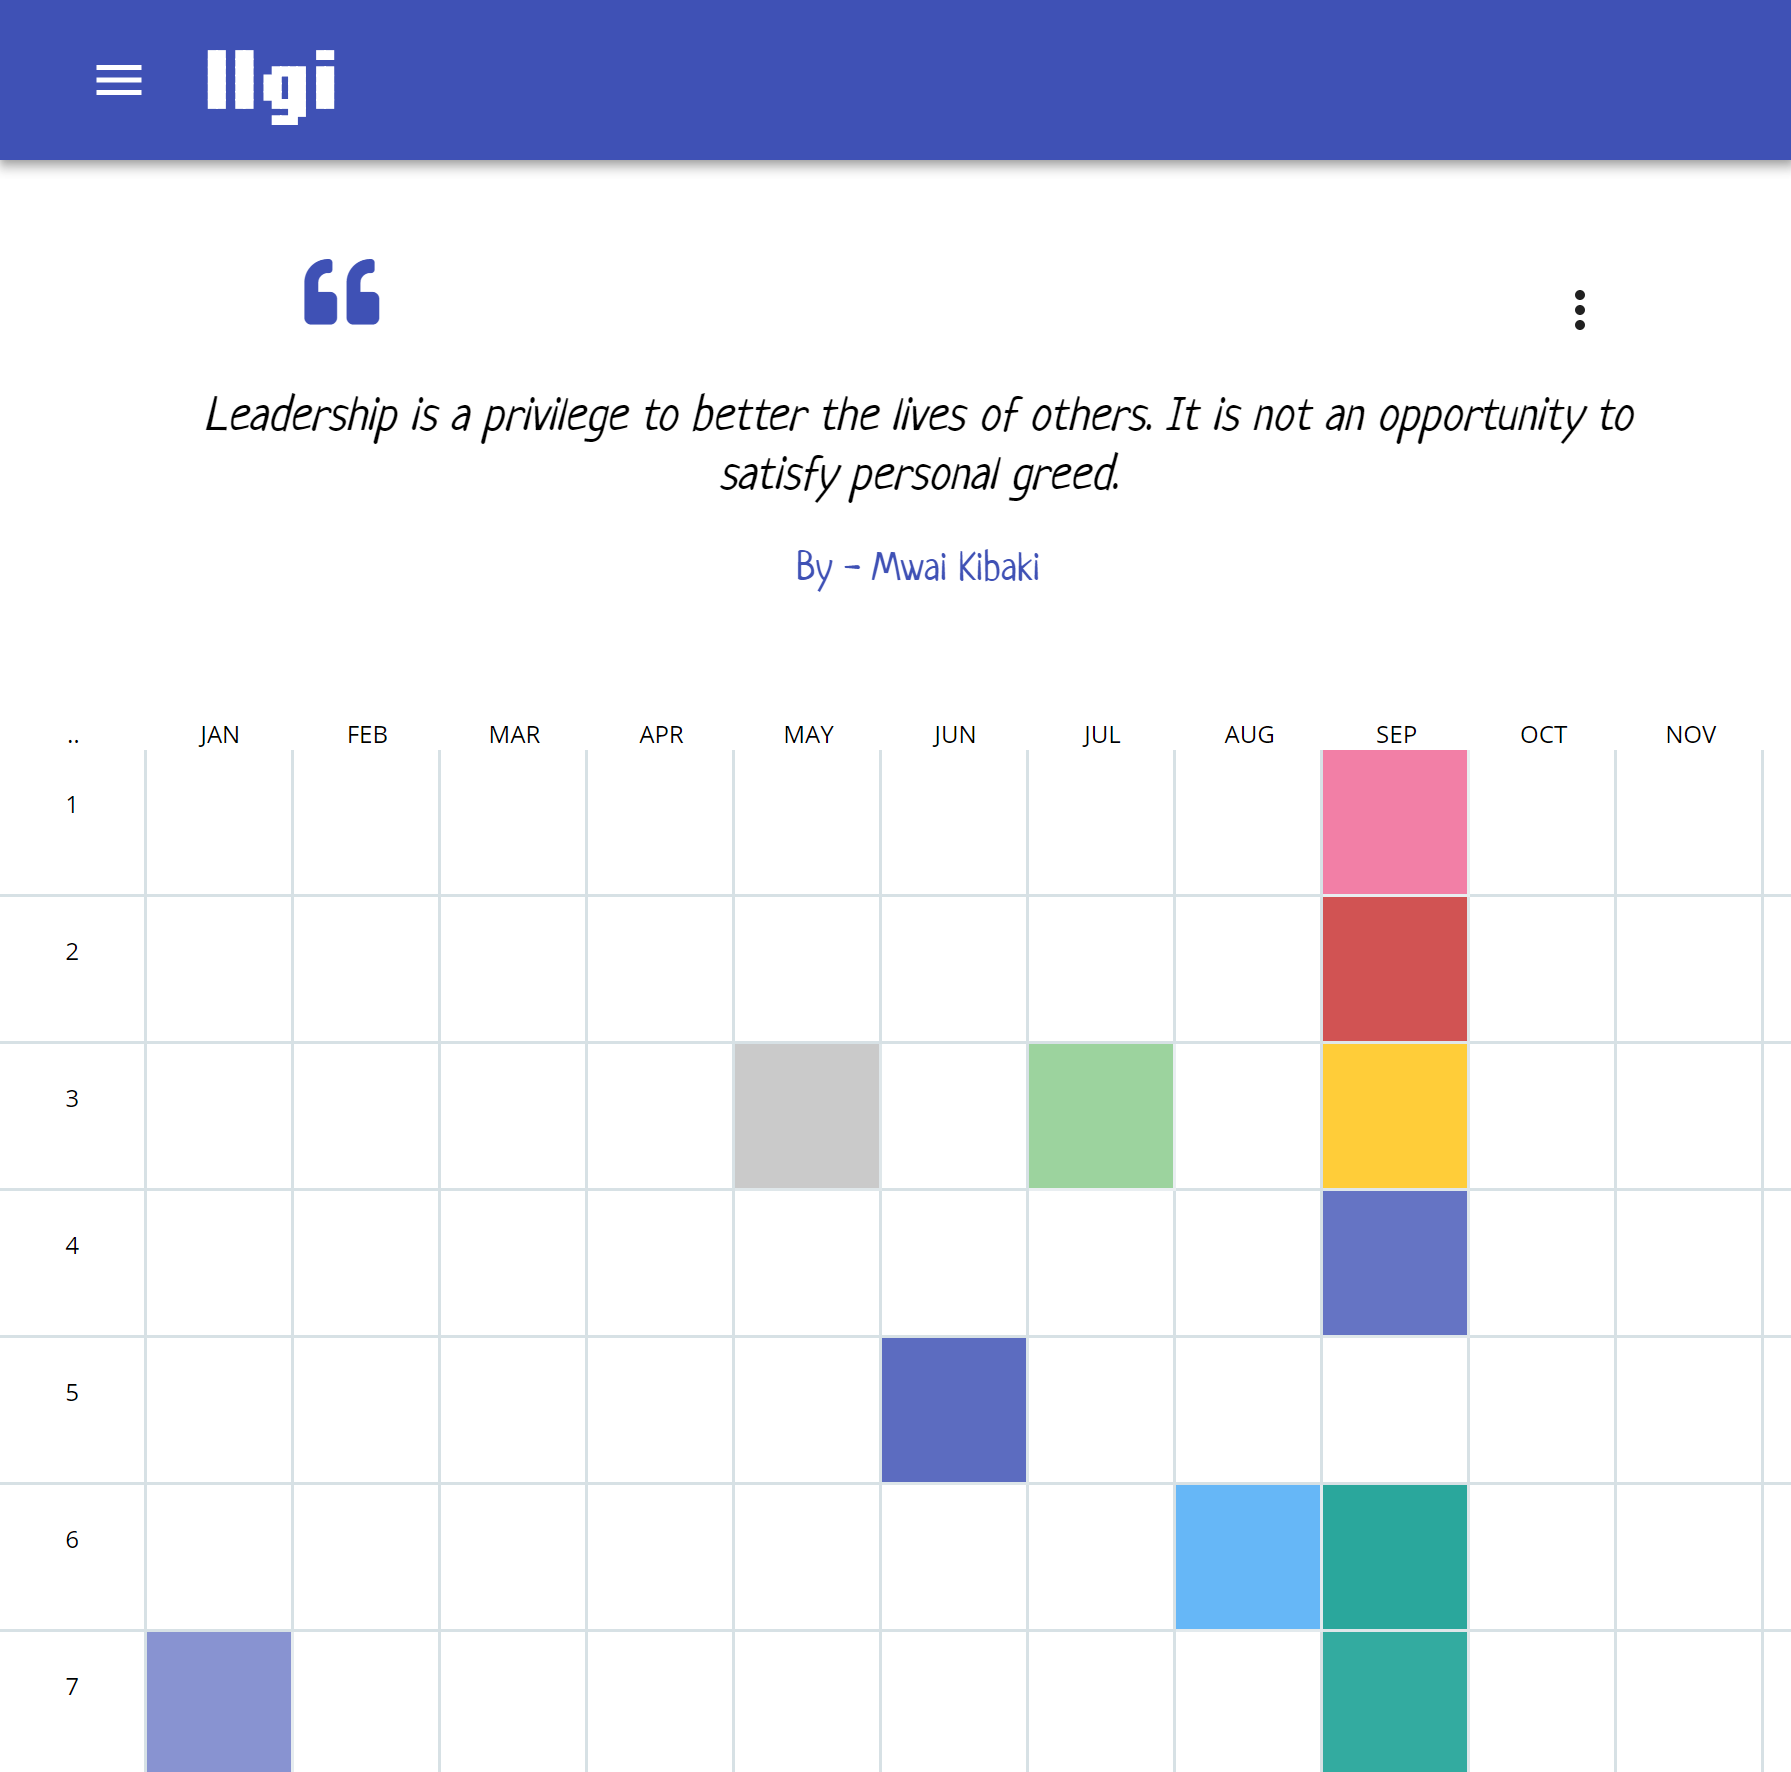 llgi
Leadership is a privilege to better the lives of others. It is not an opportunity to
satisfy personal greed.
By - Mwai Kibaki
.. JAN FEB MAR APR MAY JUN JUL AUG SEP OCT NOV
1
2
3
4
5
6
7